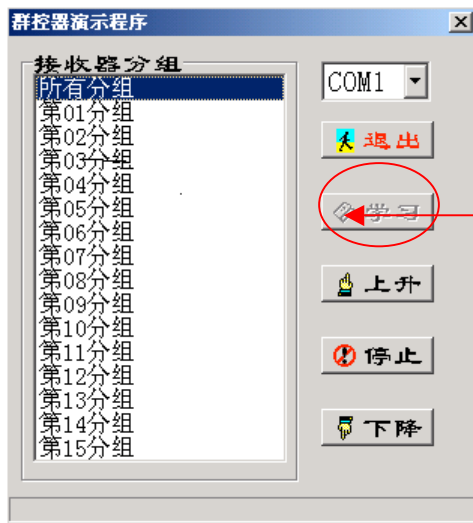 群控器演示程序
接收器分组
所有分组
第01分组
第02分组
第03分组
第04分组
第05分组
第06分组
第07分组
第08分组
第09分组
第10分组
第11分组
第12分组
第13分组
第14分组
第15分组
COM1
退出
学习
上升
停止
下降